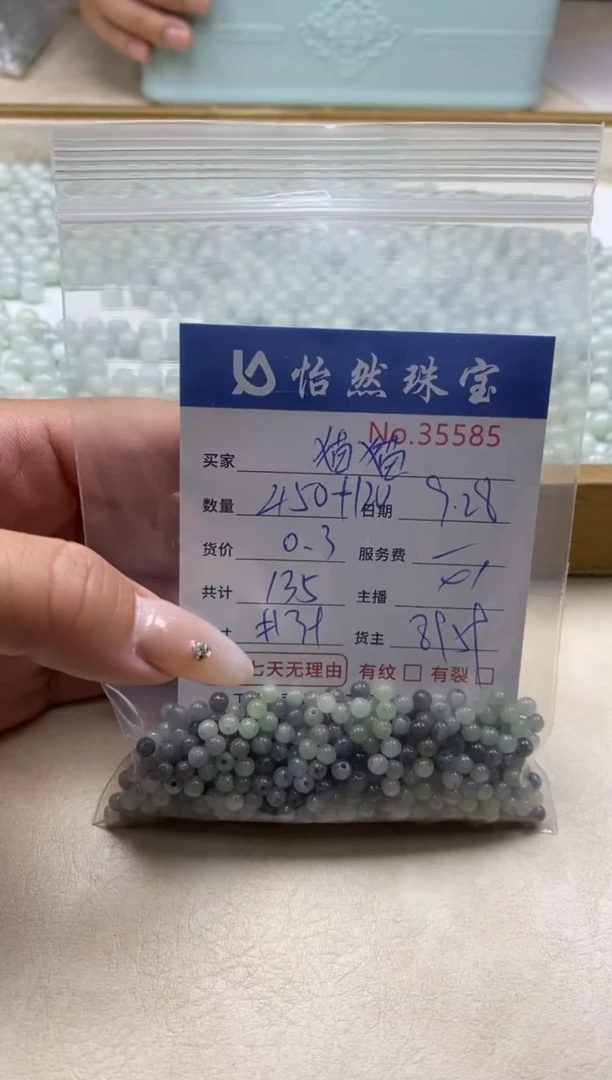 怡然珠宝
No.35585
买家 猫猫
数量 450+120 日期 9.28
货价 0.3 服务费 一
共计 135 主播
货主
七天无理由 有纹 □ 有裂 □